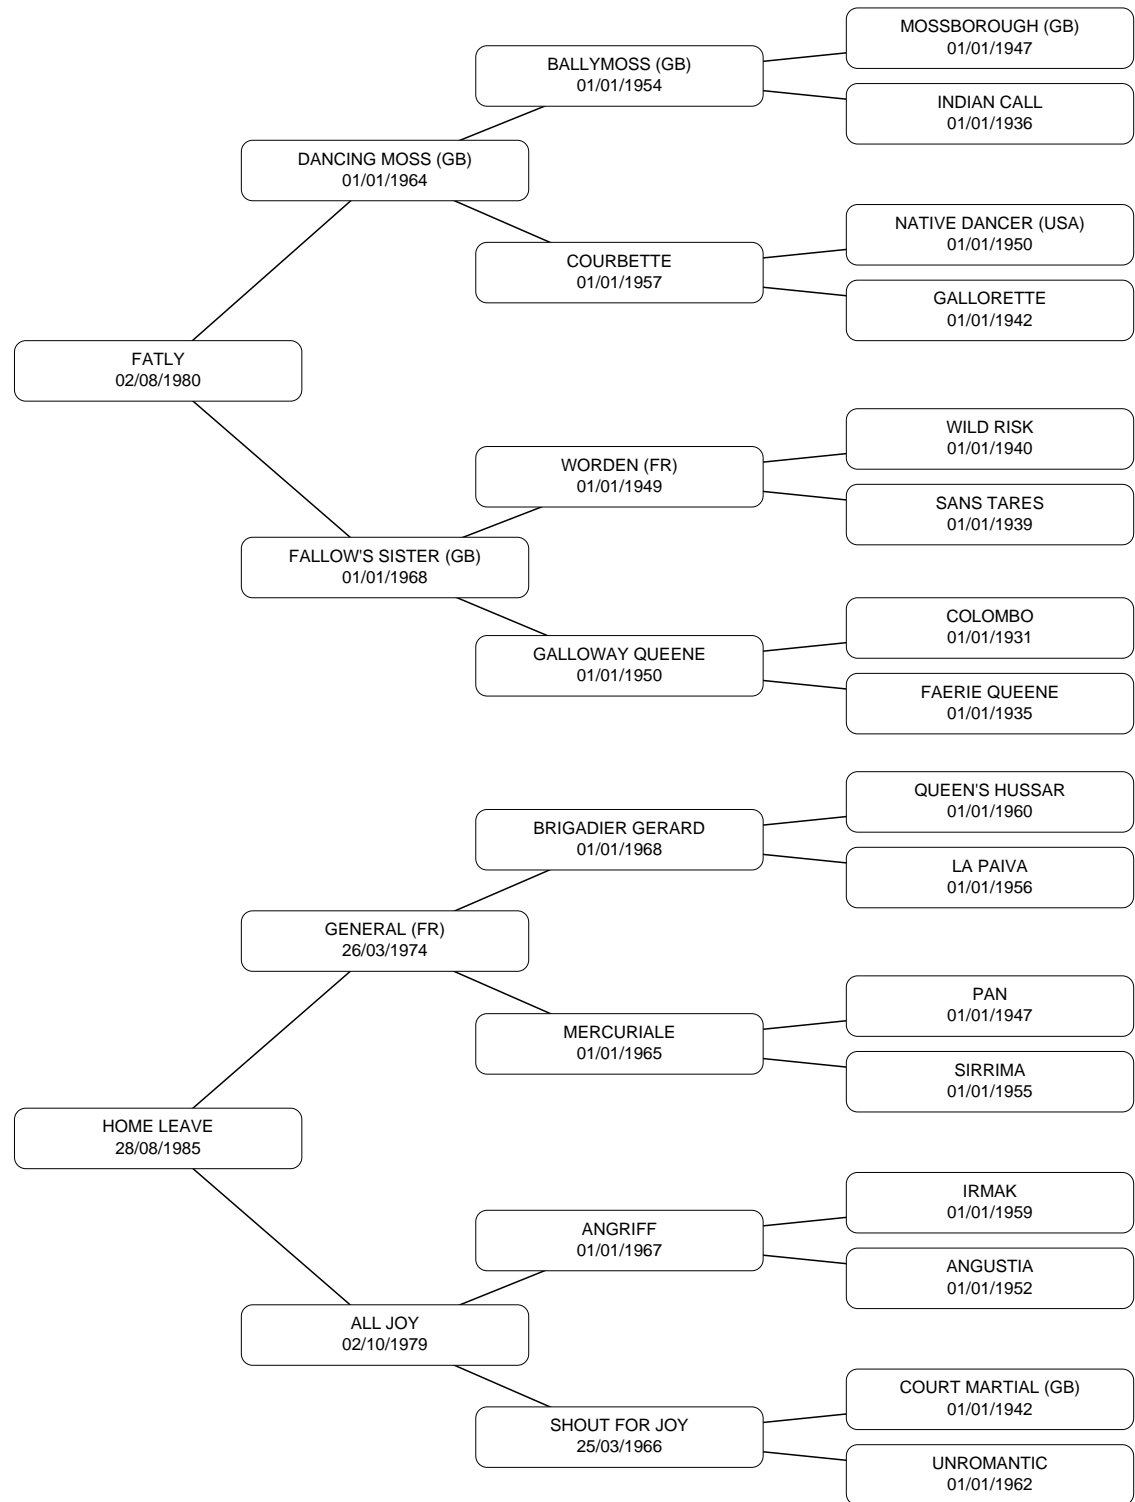 MOSSBOROUGH (GB)
01/01/1947
BALLYMOSS (GB)
01/01/1954
INDIAN CALL
01/01/1936
DANCING MOSS (GB)
01/01/1964
NATIVE DANCER (USA)
01/01/1950
COURBETTE
01/01/1957
GALLORETTE
01/01/1942
FATLY
02/08/1980
WILD RISK
01/01/1940
WORDEN (FR)
01/01/1949
SANS TARES
01/01/1939
FALLOW'S SISTER (GB)
01/01/1968
COLOMBO
01/01/1931
GALLOWAY QUEENE
01/01/1950
FAERIE QUEENE
01/01/1935
QUEEN'S HUSSAR
01/01/1960
BRIGADIER GERARD
01/01/1968
LA PAIVA
01/01/1956
GENERAL (FR)
26/03/1974
PAN
01/01/1947
MERCURIALE
01/01/1965
SIRRIMA
01/01/1955
HOME LEAVE
28/08/1985
IRMAK
01/01/1959
ANGRIFF
01/01/1967
ANGUSTIA
01/01/1952
ALL JOY
02/10/1979
COURT MARTIAL (GB)
01/01/1942
SHOUT FOR JOY
25/03/1966
UNROMANTIC
01/01/1962